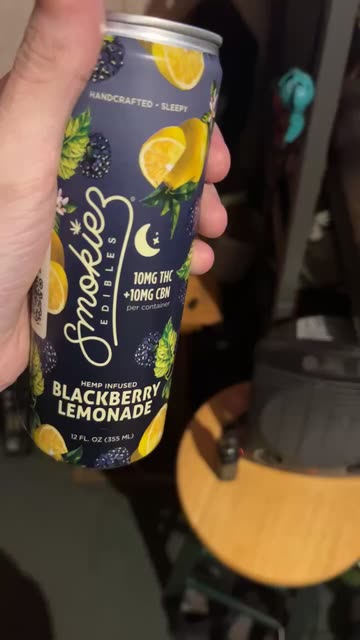 HANDCRAFTED - SLEEPY
Smokiez®
EDIBLES
10MG THC
+10MG CBN
per container
HEMP INFUSED
BLACKBERRY
LEMONADE
12 FL. OZ (355 ML)